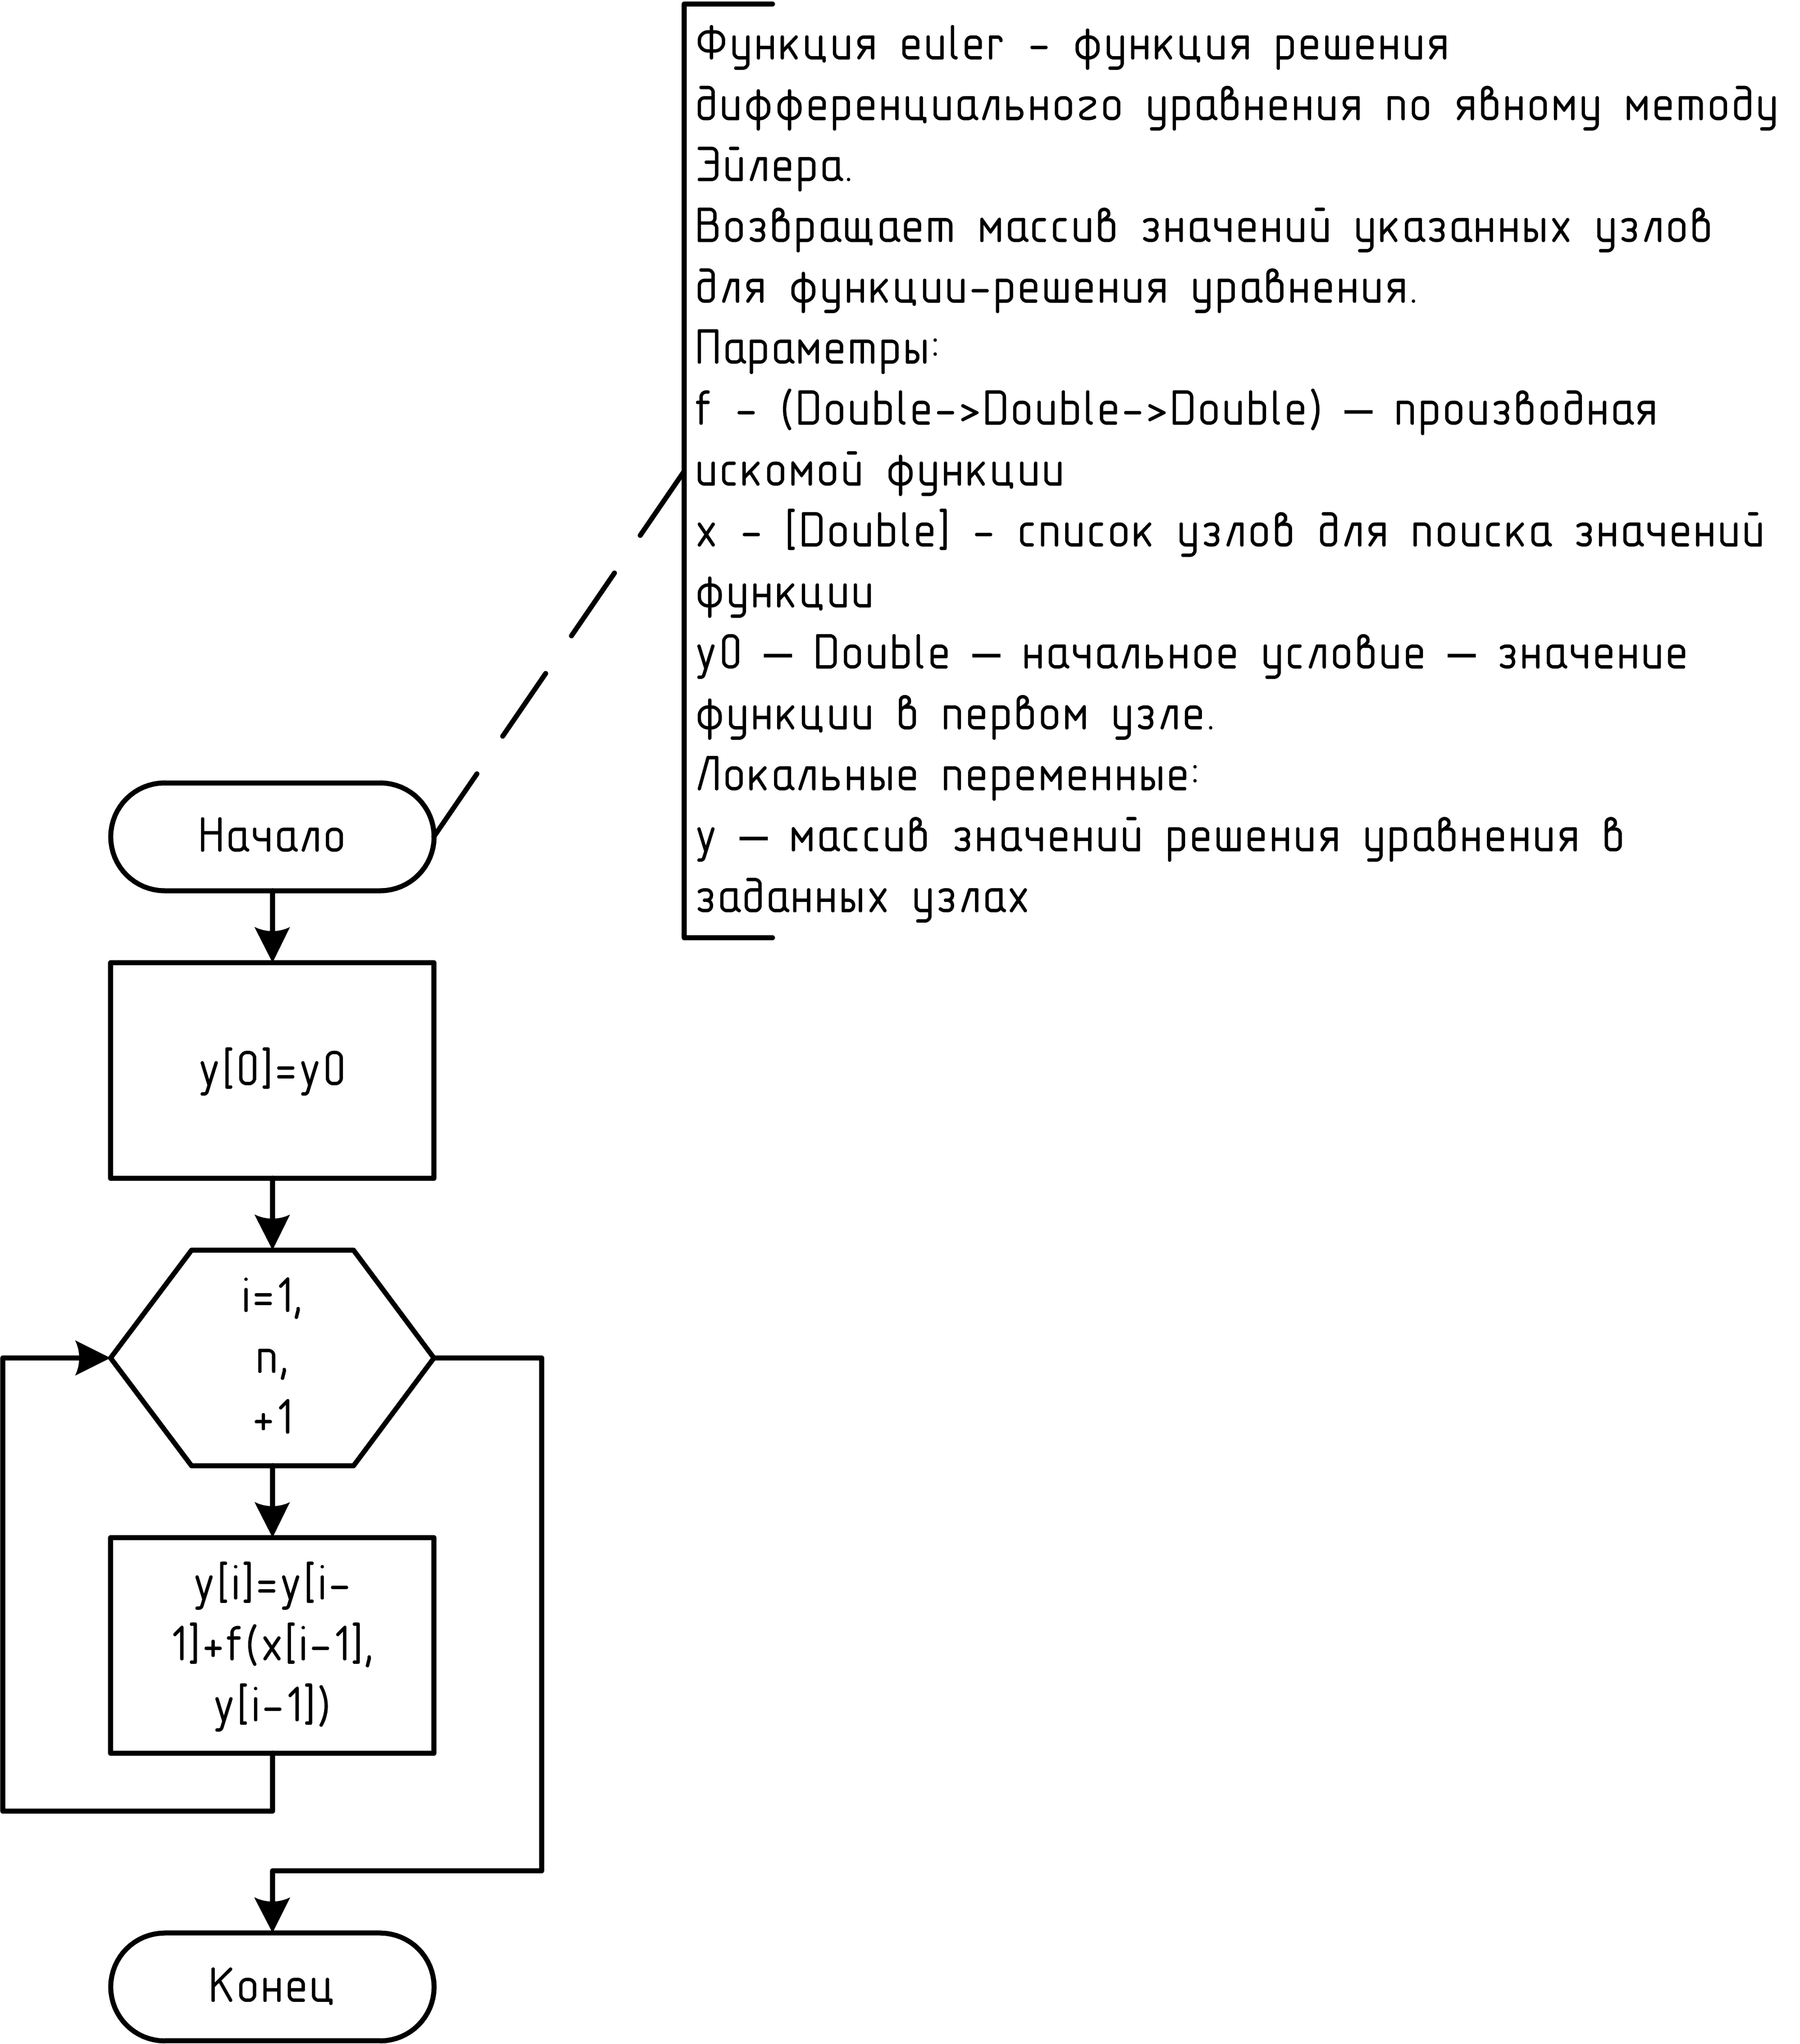 Функция euler - функция решения
дифференциального уравнения по явному методу
Эйлера.
Возвращает массив значений указанных узлов
для функции-решения уравнения.
Параметры:
f - (Double->Double->Double) — производная
искомой функции
x - [Double] - список узлов для поиска значений
функции
y0 — Double — начальное условие — значение
функции в первом узле.
Локальные переменные:
y — массив значений решения уравнения в
заданных узлах
Начало
y[0]=y0
i=1,
n,
+1
y[i]=y[i-
1]+f(x[i-1],
y[i-1])
Конец